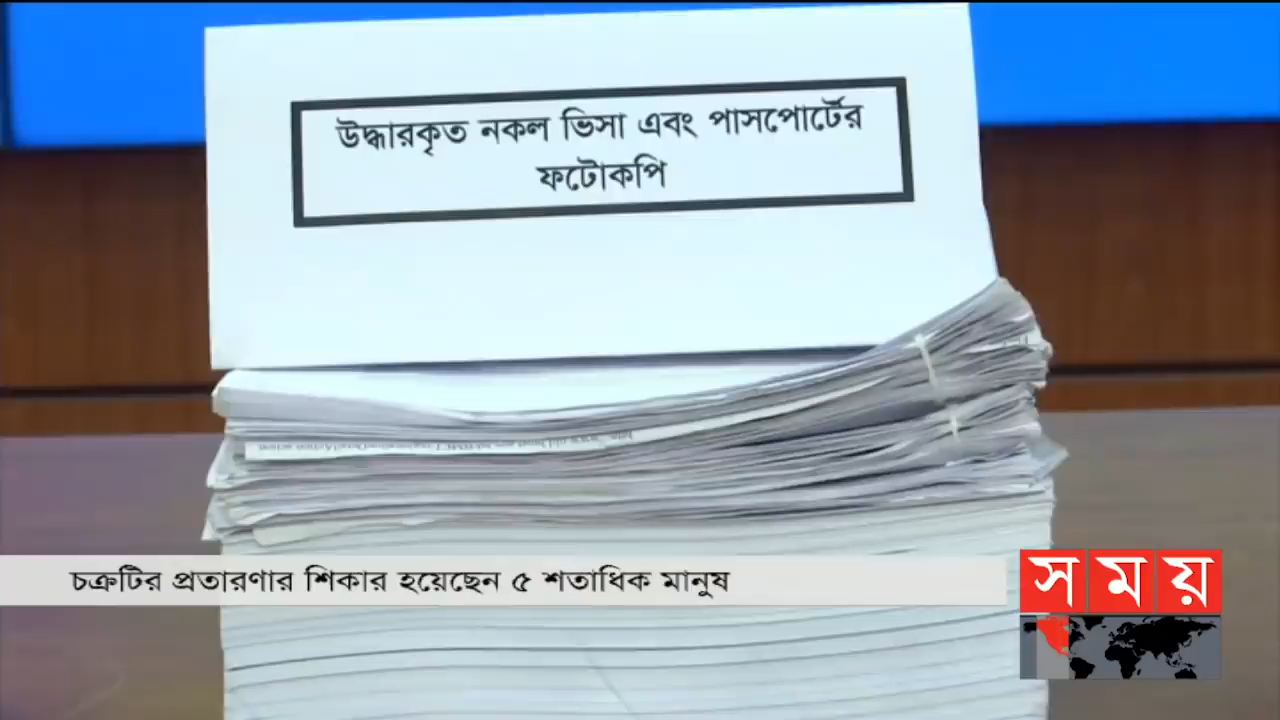 উদ্ধারকৃত নকল ভিসা এবং পাসপোর্টের
ফটোকপি
চক্রটির প্রতারণার শিকার হয়েছেন ৫ শতাধিক মানুষ
সময়